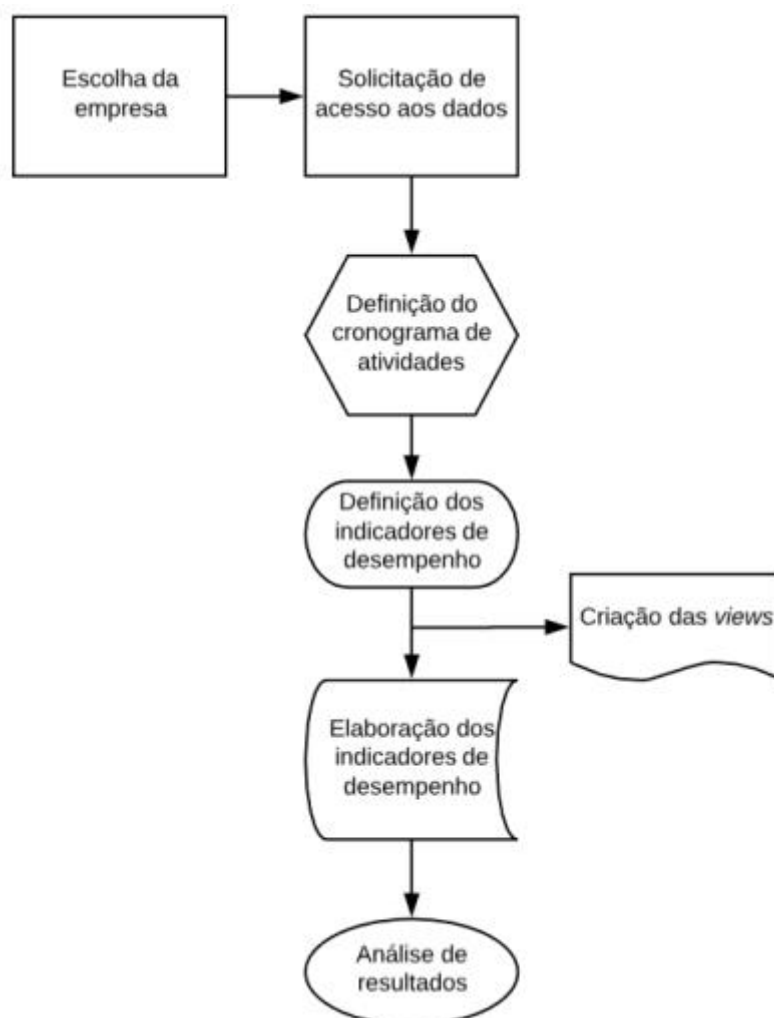 Escolha da
empresa
Solicitação de
acesso aos dados
Definição do
cronograma de
atividades
Definição dos
indicadores de
desempenho
Criação das views
Elaboração dos
indicadores de
desempenho
Análise de
resultados